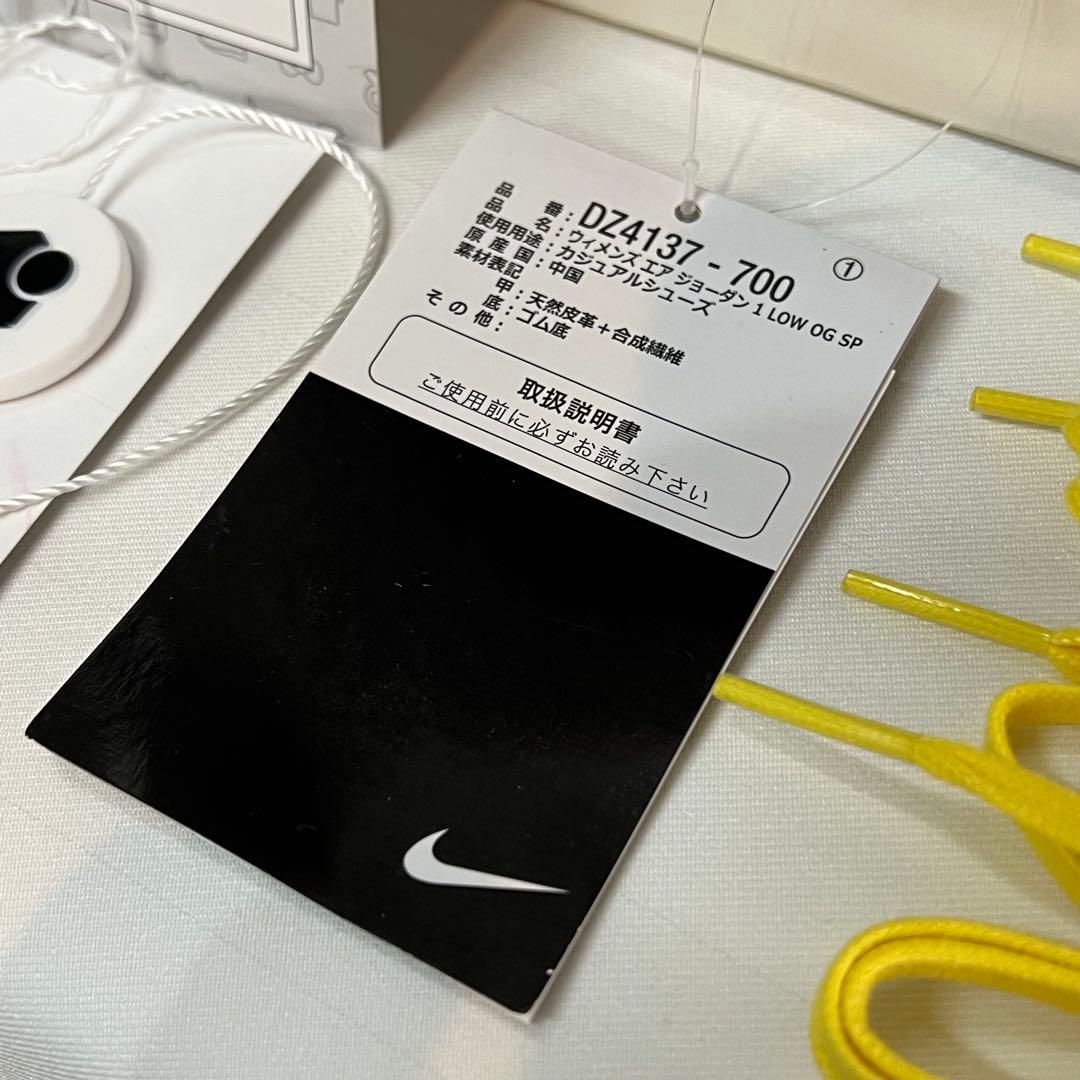 品番：DZ4137-700 ①
品名：ウィメンズ エア ジョーダン 1 LOW OG SP
使用用途：カジュアルシューズ
原産国：中国
素材表記
甲：天然皮革＋合成繊維
底：ゴム底
その他：
取扱説明書
ご使用前に必ずお読み下さい